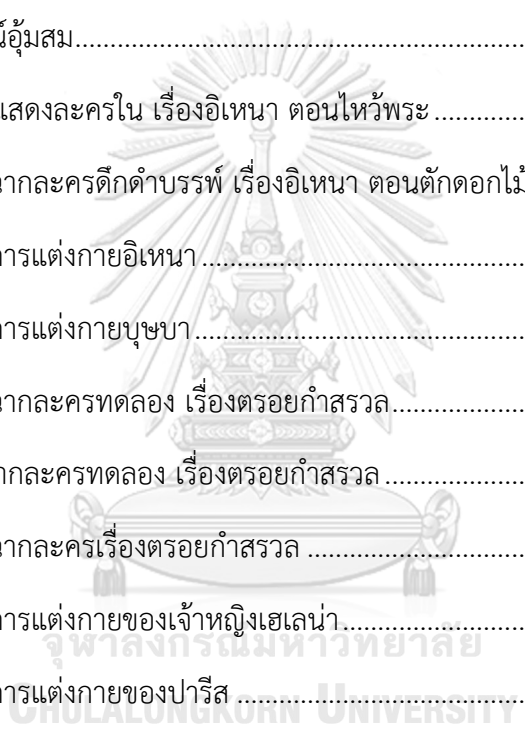 น์อุ้มสม
แสดงละครใน เรื่องอิเหนา ตอนไหว้พระ
ากละครดึกดำบรรพ์ เรื่องอิเหนา ตอนตักดอกไม้
ารแต่งกายอิเหนา
ารแต่งกายบุษบา
ากละครทดลอง เรื่องตรอยกำสรวล
ากละครทดลอง เรื่องตรอยกำสรวล
ากละครเรื่องตรอยกำสรวล
ารแต่งกายของเจ้าหญิงเฮเลน่า
จุฬาลงกรณ์มหาวิทยาลัย
ารแต่งกายของปารีส
CHULALONGKORN UNIVERSITY